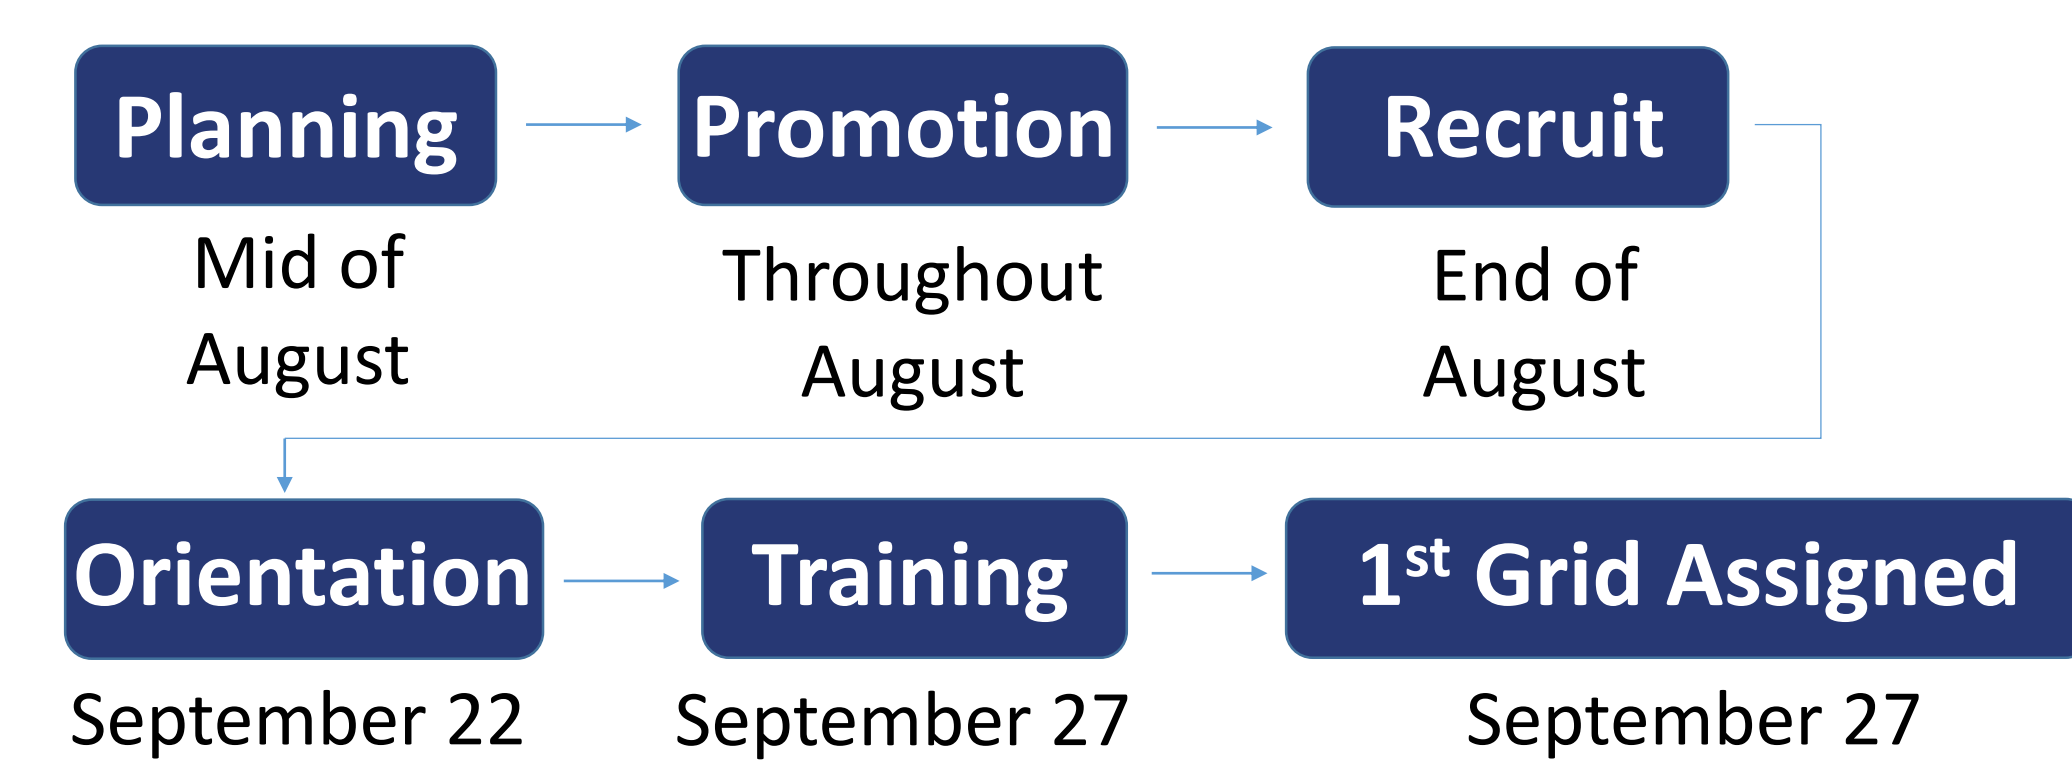 Planning
Promotion
Recruit
Mid of
August
Throughout
August
End of
August
Orientation
Training
1st Grid Assigned
September 22
September 27
September 27